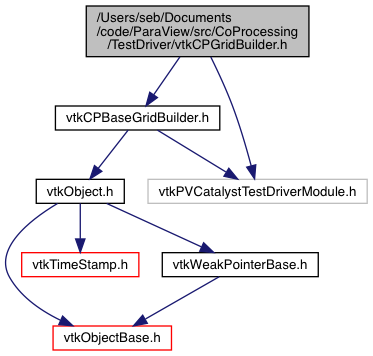 /Users/seb/Documents
/code/ParaView/src/CoProcessing
/TestDriver/vtkCPGridBuilder.h
vtkCPBaseGridBuilder.h
vtkObject.h
vtkPVCatalystTestDriverModule.h
vtkTimeStamp.h
vtkWeakPointerBase.h
vtkObjectBase.h